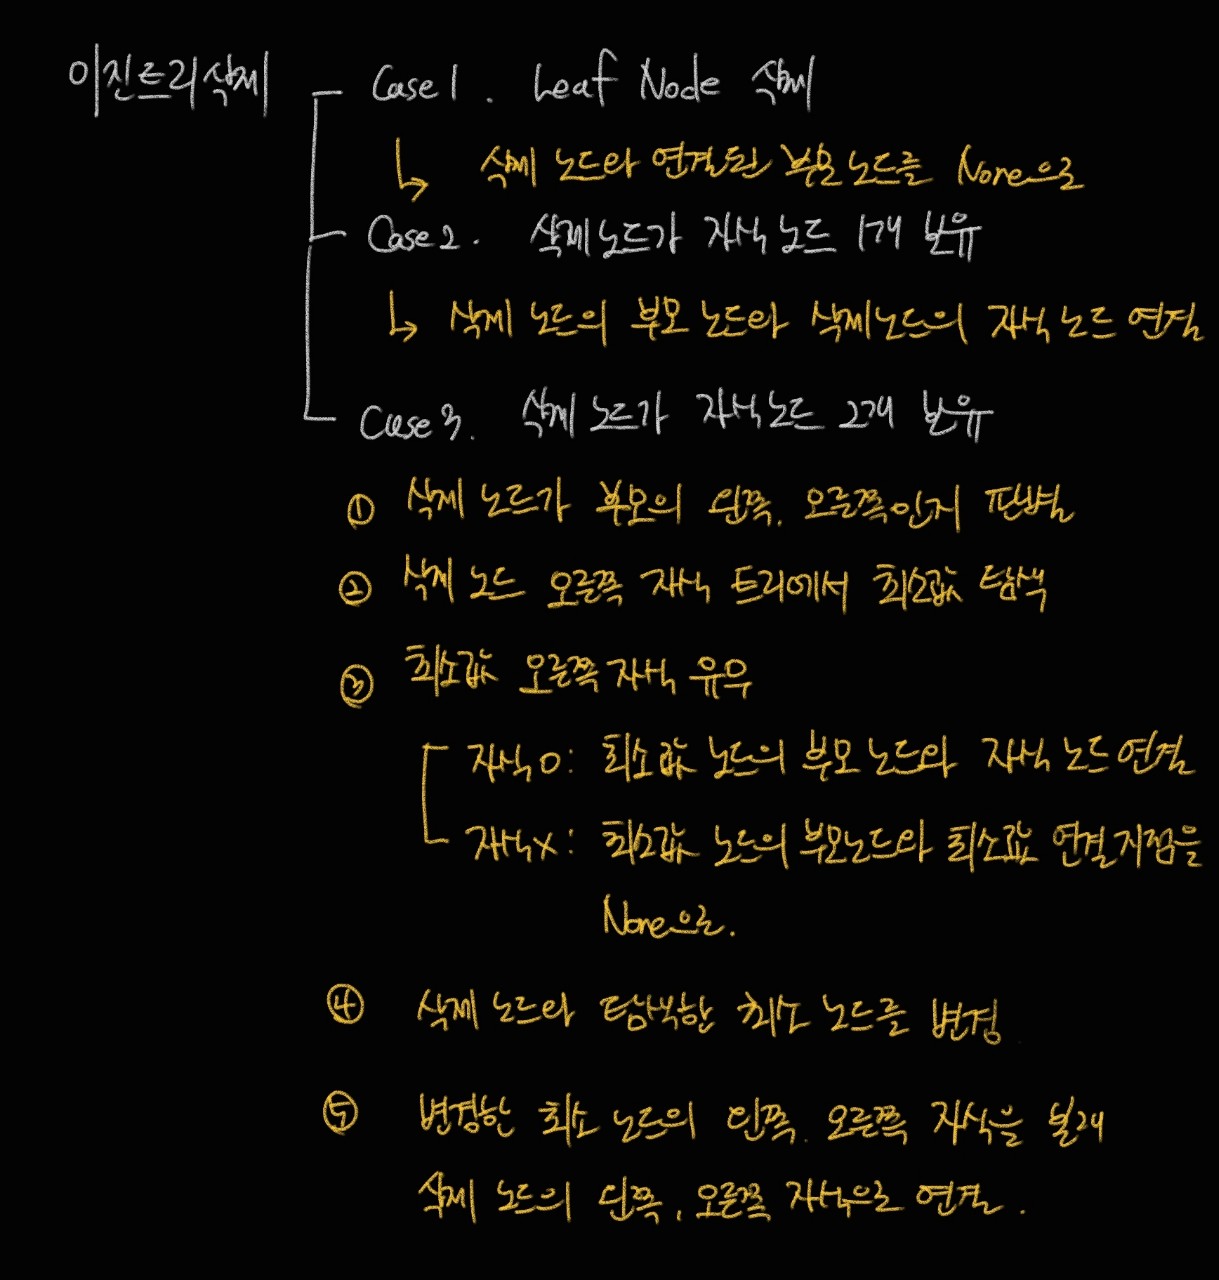 이진트리삭제
Case 1. Leaf Node 삭제
↳ 삭제 노드와 연결된 부모노드를 None으로
Case 2. 삭제노드가 자식노드 1개 보유
↳ 삭제 노드의 부모 노드와 삭제노드의 자식노드 연결
Case 3. 삭제 노드가 자식노드 2개 보유
① 삭제 노드가 부모의 왼쪽, 오른쪽인지 판별
② 삭제 노드 오른쪽 자식 트리에서 최소값 탐색
③ 최소값 오른쪽 자식 유무
자식 O: 최소값 노드의 부모노드와 자식 노드 연결
자식 X: 최소값 노드의 부모노드와 최소값 연결지점을
None으로.
④ 삭제 노드와 탐색한 최소 노드를 변경
⑤ 변경한 최소 노드의 왼쪽, 오른쪽 자식을 본래
삭제 노드의 왼쪽, 오른쪽 자식으로 연결.